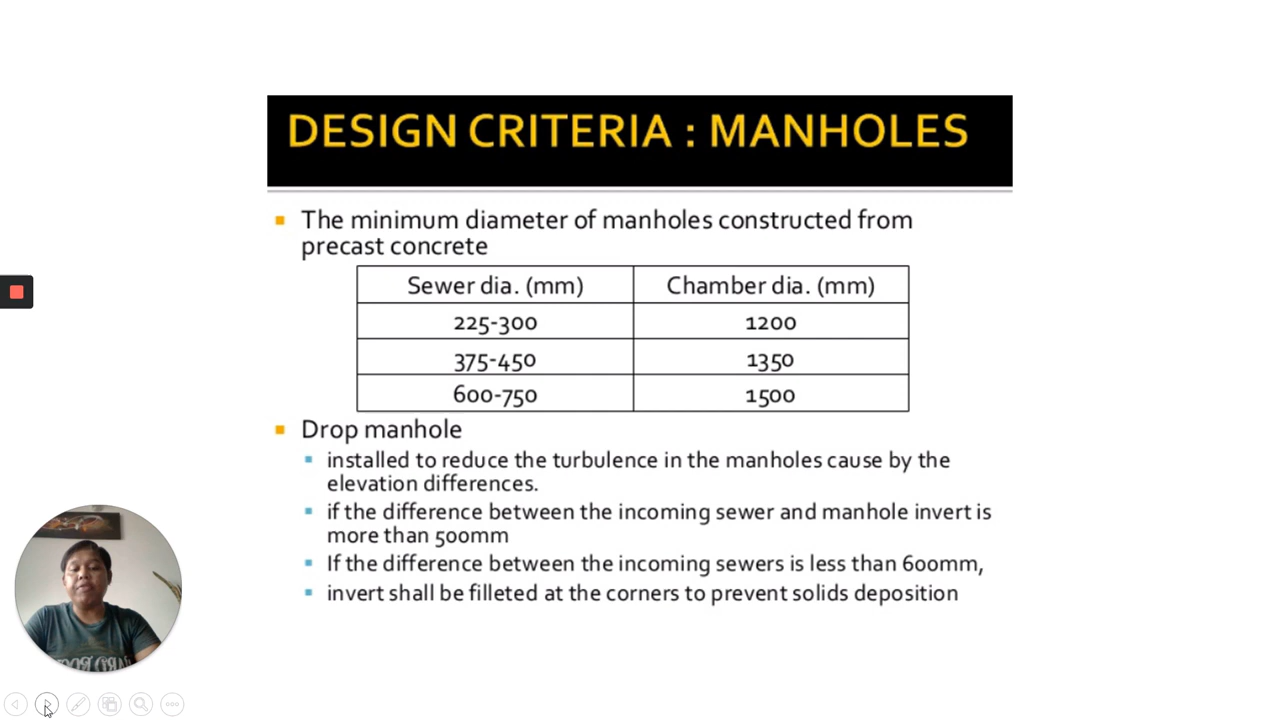 DESIGN CRITERIA : MANHOLES
The minimum diameter of manholes constructed from
precast concrete
Sewer dia. (mm) Chamber dia. (mm)
225-300 1200
375-450 1350
600-750 1500
Drop manhole
installed to reduce the turbulence in the manholes cause by the
elevation differences.
if the difference between the incoming sewer and manhole invert is
more than 500mm
If the difference between the incoming sewers is less than 600mm,
invert shall be filleted at the corners to prevent solids deposition